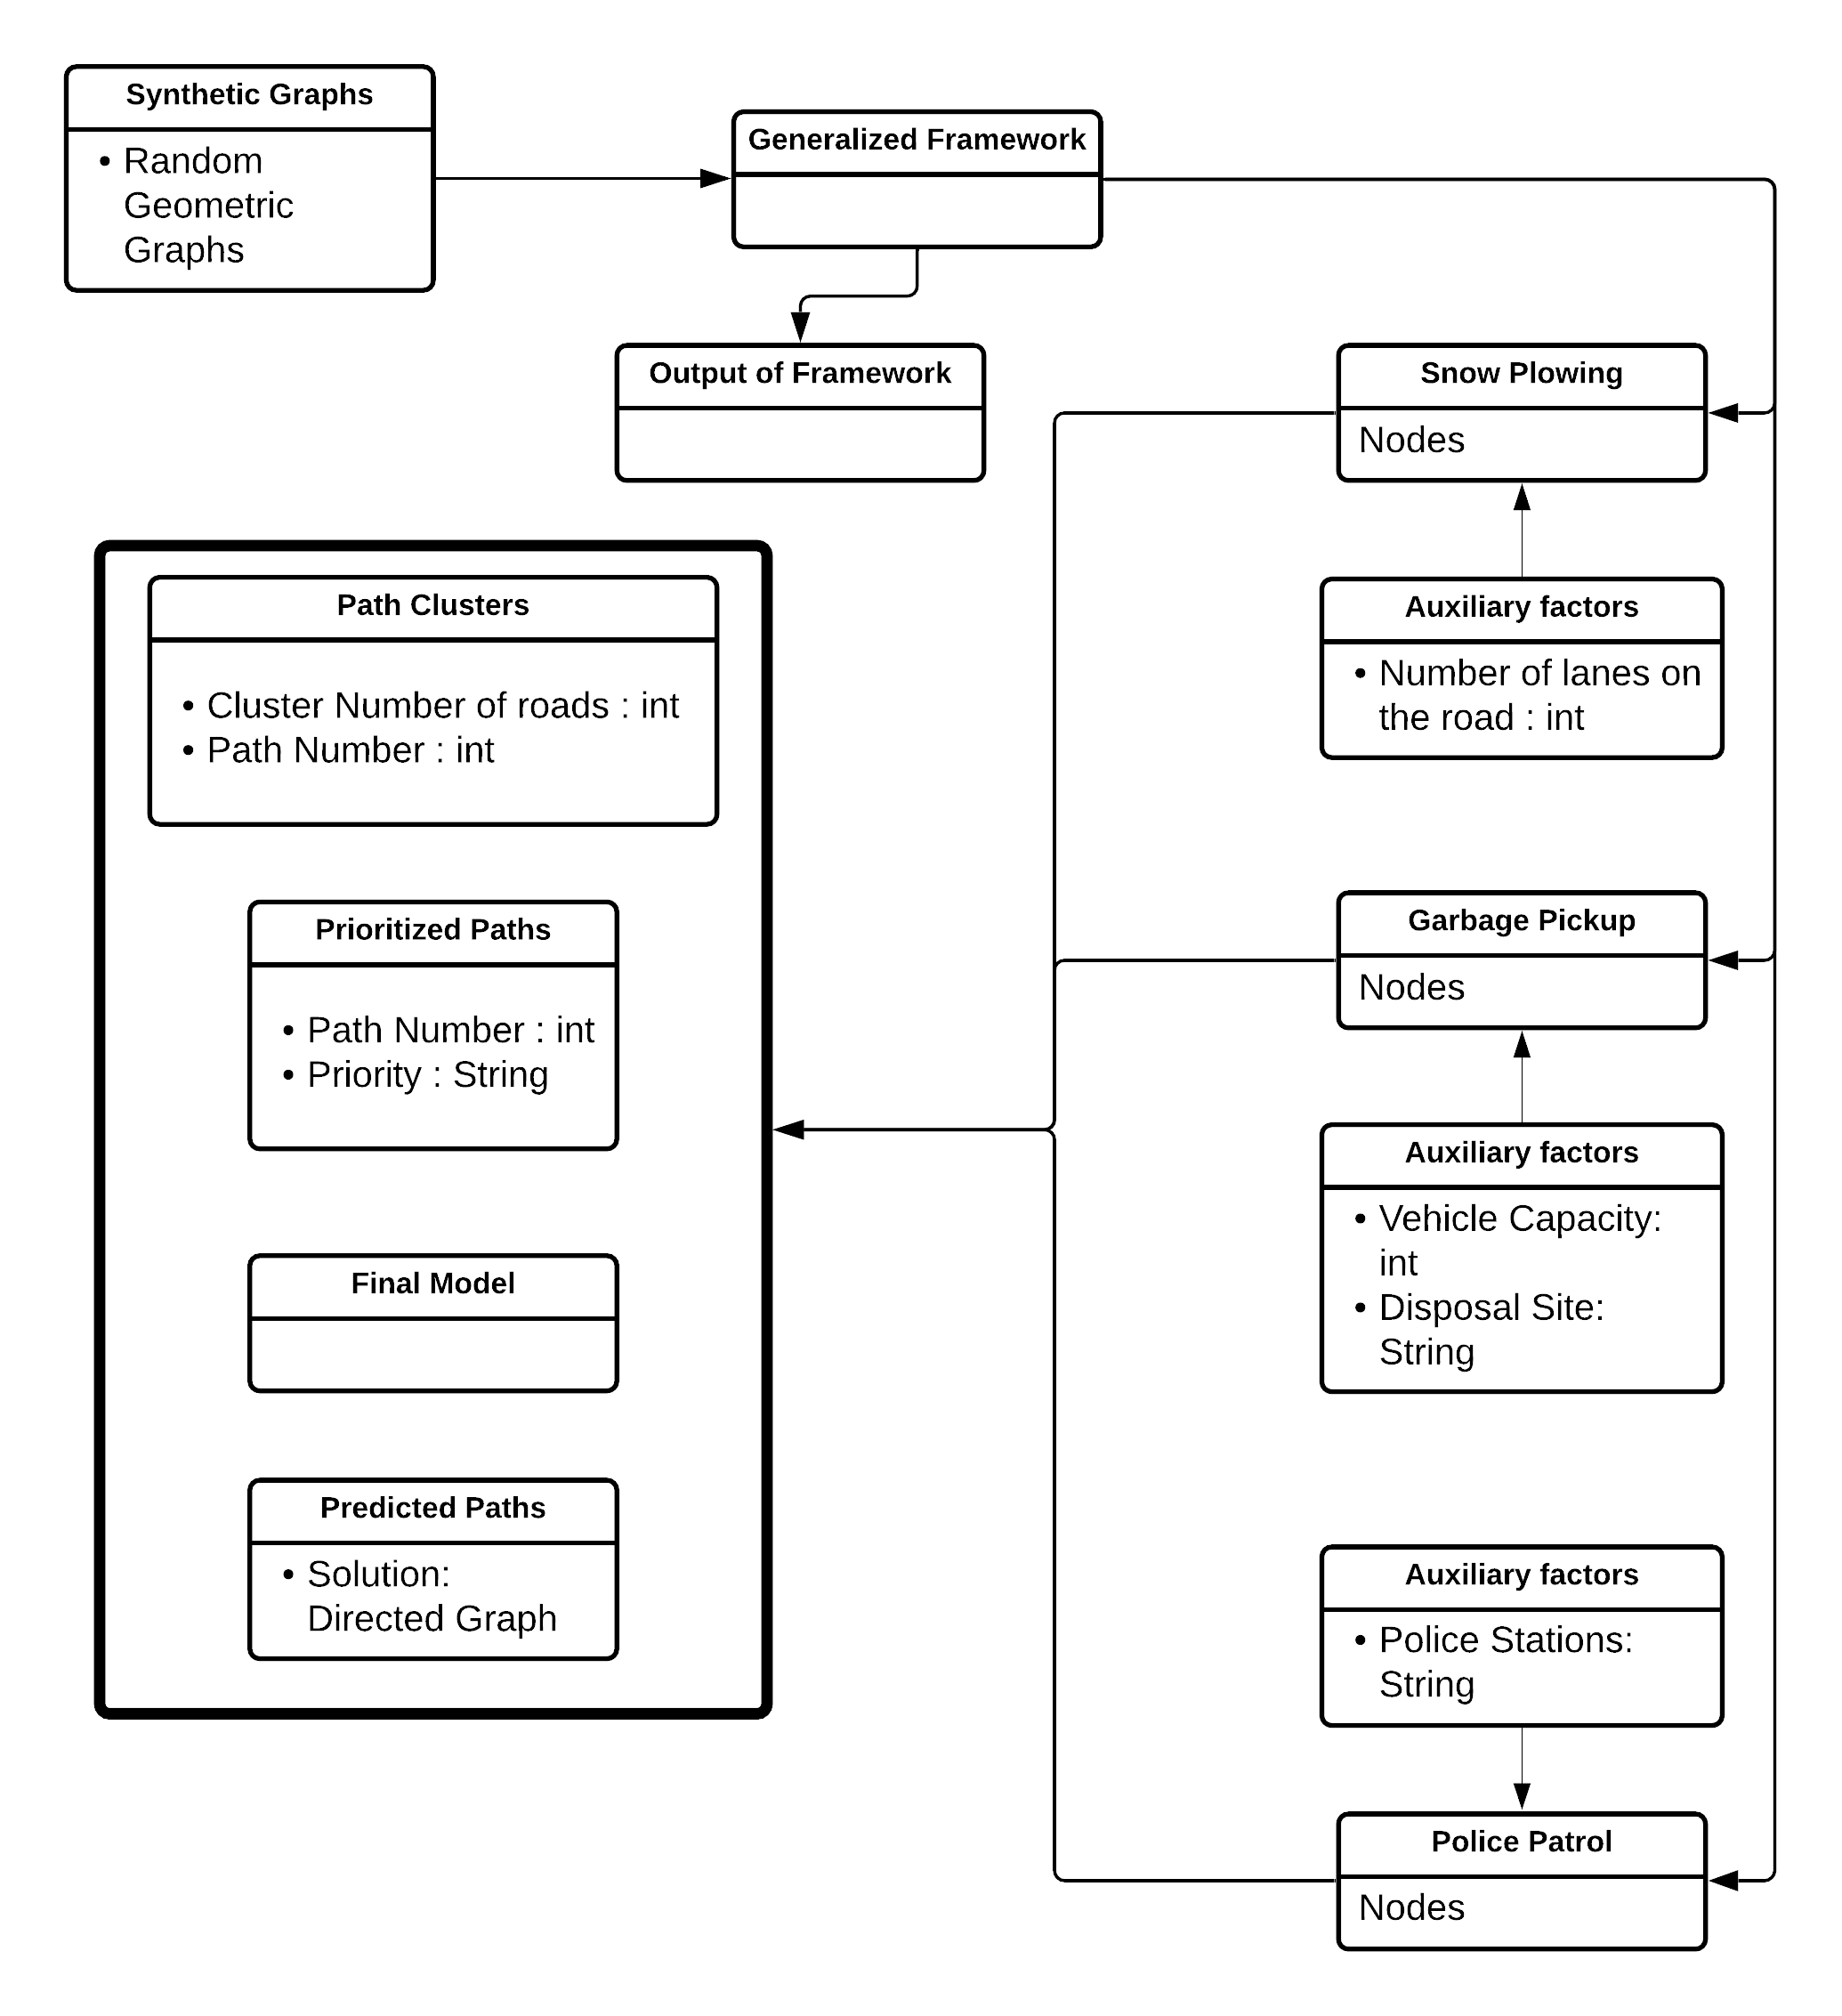 Synthetic Graphs
• Random
Geometric
Graphs
Generalized Framework
Output of Framework
Snow Plowing
Nodes
Auxiliary factors
• Number of lanes on
the road : int
Path Clusters
• Cluster Number of roads : int
• Path Number : int
Prioritized Paths
• Path Number : int
• Priority : String
Final Model
Predicted Paths
• Solution:
Directed Graph
Garbage Pickup
Nodes
Auxiliary factors
• Vehicle Capacity:
int
• Disposal Site:
String
Auxiliary factors
• Police Stations:
String
Police Patrol
Nodes